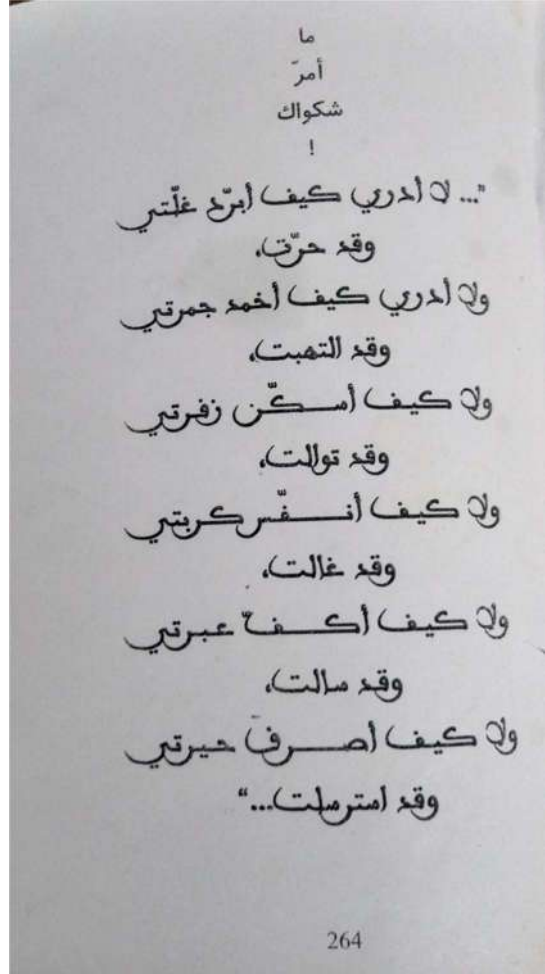 ما
أمرّ
شكواك
!
"... لا أدري كيف أبرّد غلّتي
وقد حرّت،
ولا أدري كيف أخمد جمرتي
وقد التهبت،
ولا كيف أسكّن زفرتي
وقد توالت،
ولا كيف أنفّس كربتي
وقد غالت،
ولا كيف أكفّ عبرتي
وقد سالت،
ولا كيف أصرفَ حيرتي
وقد استرسلت..."
264